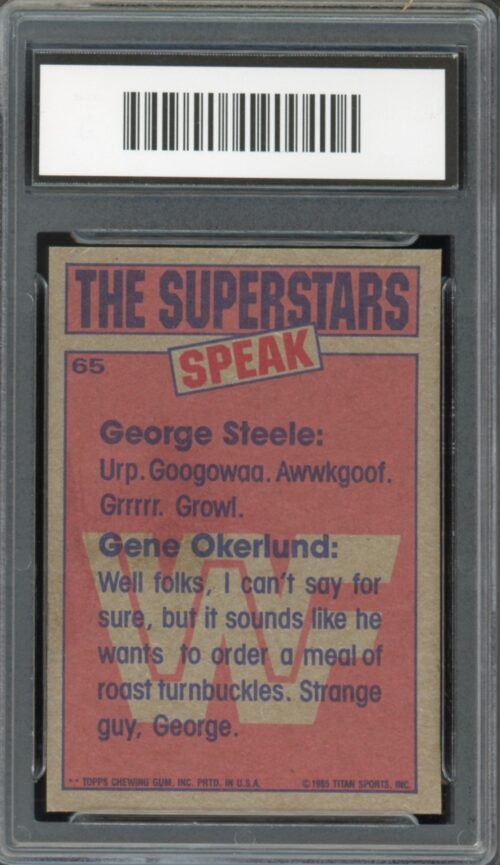 THE SUPERSTARS
SPEAK
65
George Steele:
Urp. Googowaa. Awwkgoof.
Grrrrr. Growl.
Gene Okerlund:
Well folks, I can't say for
sure, but it sounds like he
wants to order a meal of
roast turnbuckles. Strange
guy, George.
** TOPPS CHEWING GUM, INC. PRTD. IN U.S.A. © 1985 TITAN SPORTS, INC.